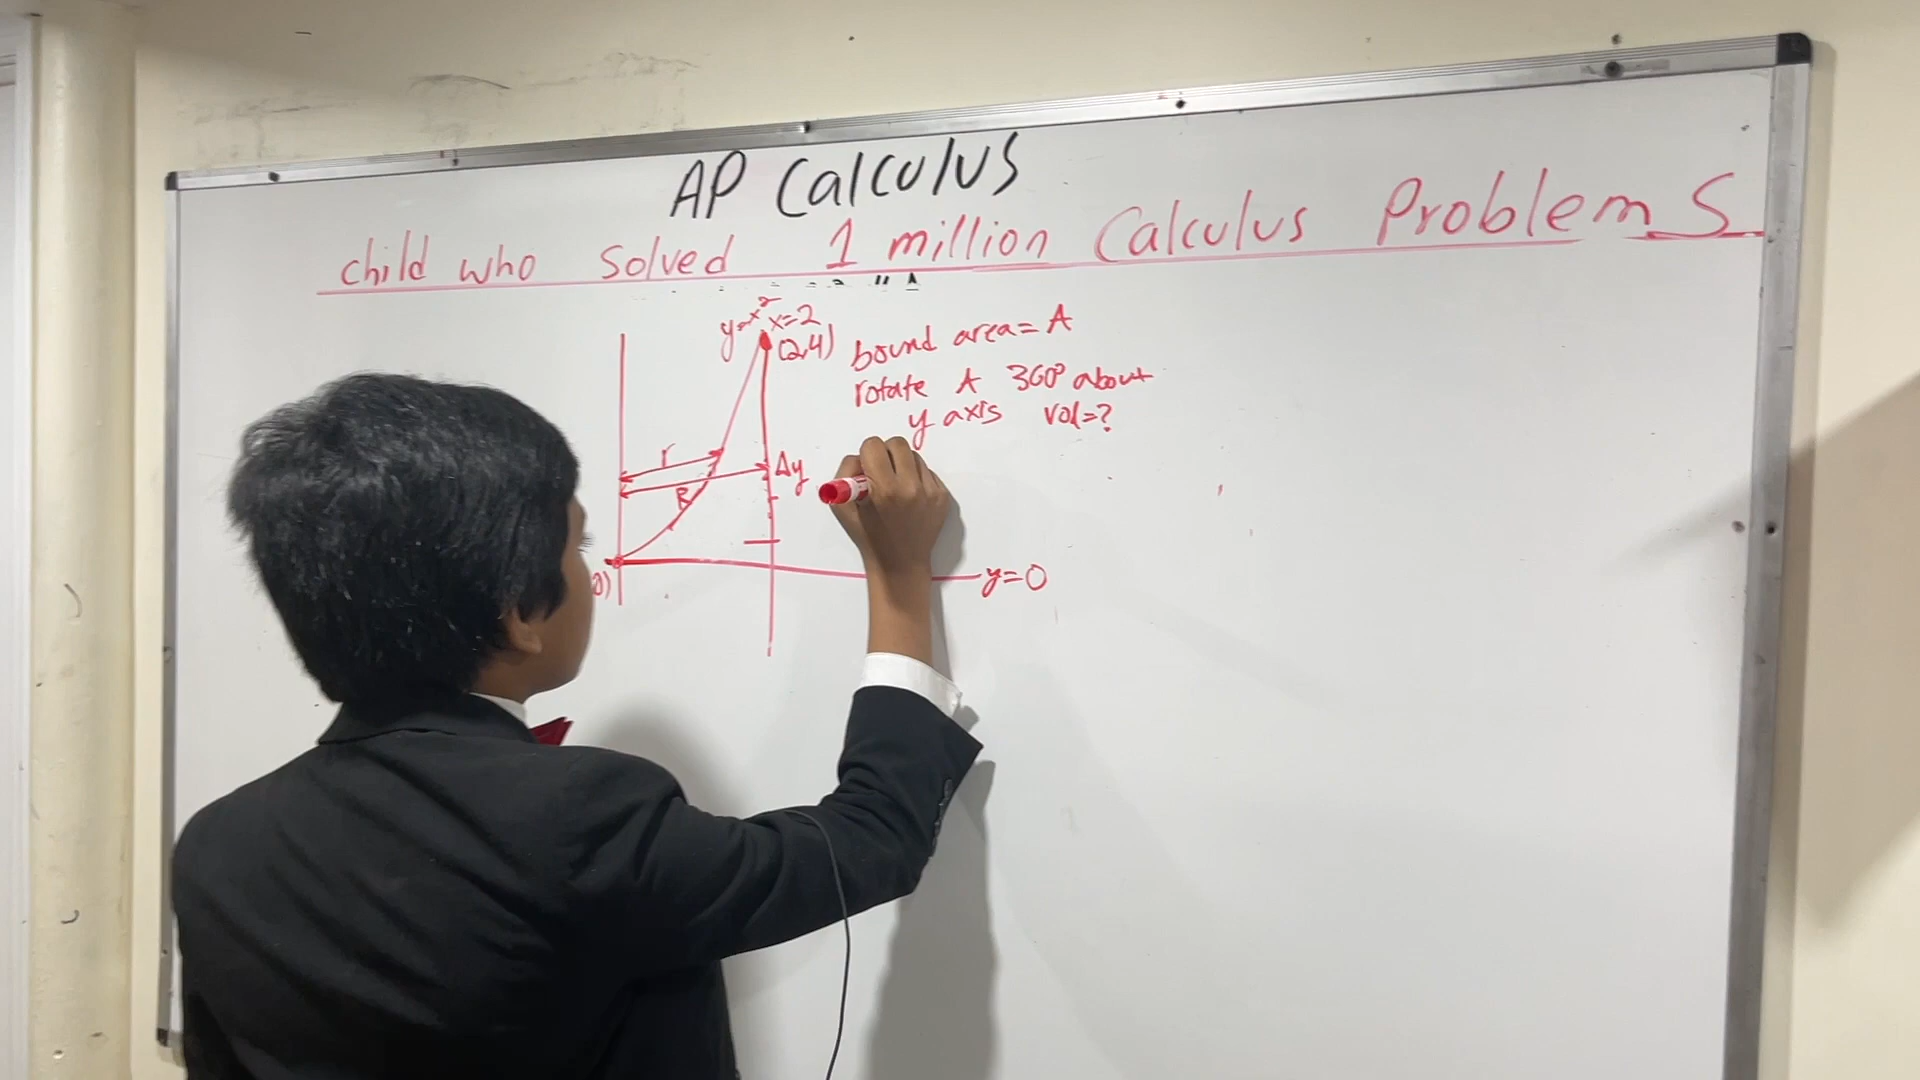 AP Calculus
child who solved 1 million Calculus Problems
y=x² x=2
(2,4)
bound area = A
rotate A 360° about
y axis vol=?
r
R
Δy
0)
y=0